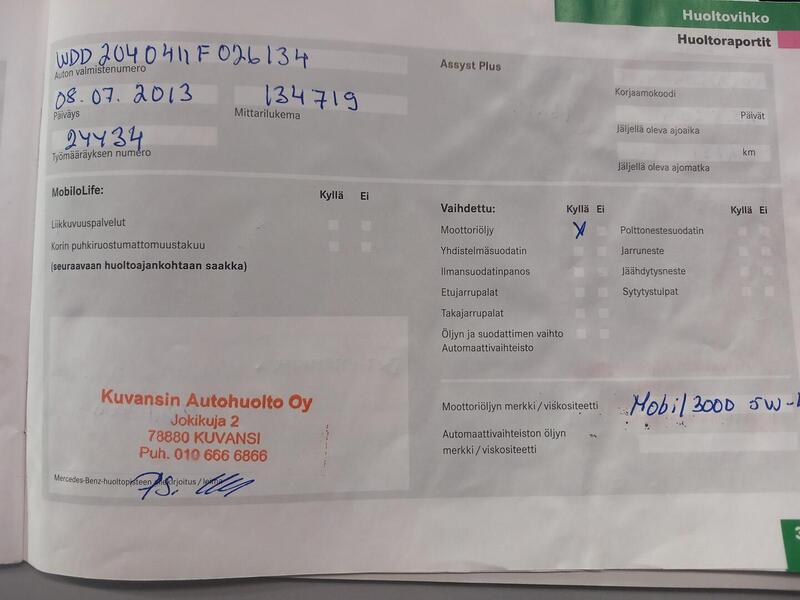 Huoltovihko
Huoltoraportit
WDD 2040411F026134
Auton valmistenumero
08.07.2013
Päiväys
134719
Mittarilukema
24434
Työmääräyksen numero
Assyst Plus
Korjaamokoodi
Päivät
Jäljellä oleva ajoaika
km
Jäljellä oleva ajomatka
MobiloLife:
Kyllä Ei
Liikkuvuuspalvelut
Korin puhkiruostumattomuustakuu
(seuraavaan huoltoajankohtaan saakka)
Vaihdettu:
Kyllä Ei
Moottoriöljy X
Yhdistelmäsuodatin
Ilmansuodatinpanos
Etujarrupalat
Takajarrupalat
Öljyn ja suodattimen vaihto
Automaattivaihteisto
Kyllä Ei
Polttonestesuodatin
Jarruneste
Jäähdytysneste
Sytytystulpat
Kuvansin Autohuolto Oy
Jokikuja 2
78880 KUVANSI
Puh. 010 666 6866
Mercedes-Benz-huoltopisteen allekirjoitus / leima
Moottoriöljyn merkki / viskositeetti
Mobil 3000 5W-
Automaattivaihteiston öljyn
merkki / viskositeetti
3